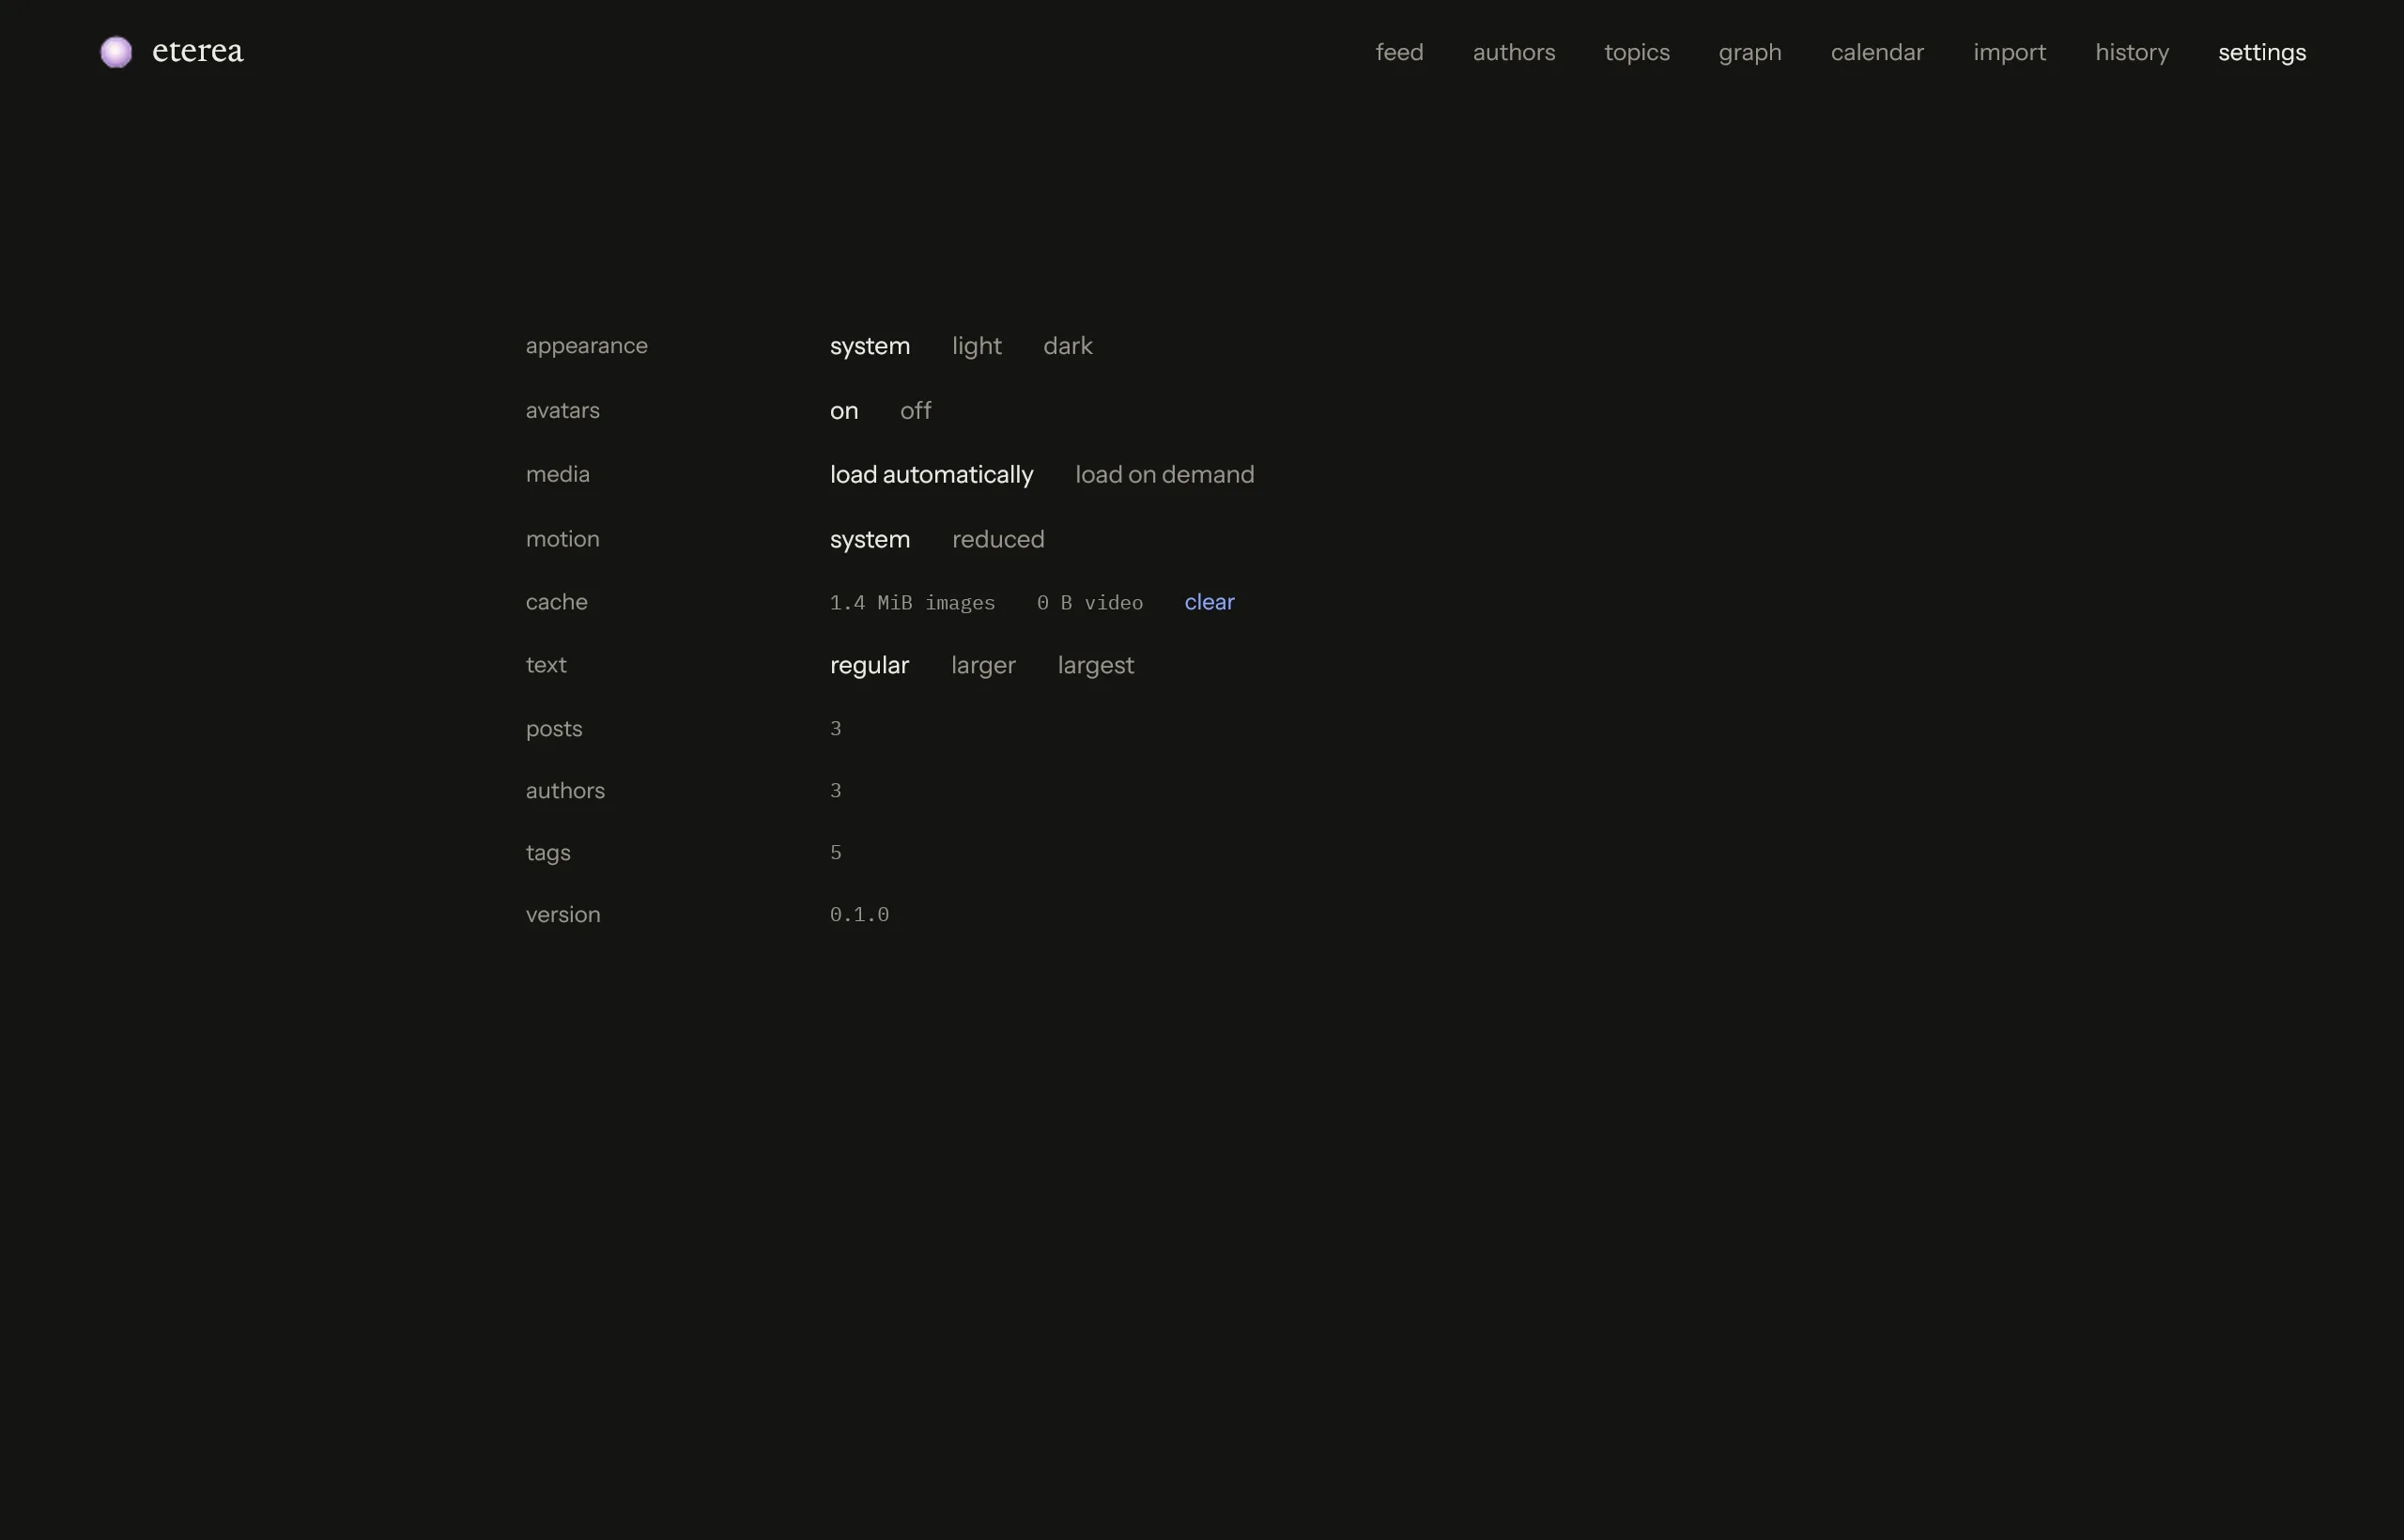 eterea feed authors topics graph calendar import history settings
appearance system light dark
avatars on off
media load automatically load on demand
motion system reduced
cache 1.4 MiB images 0 B video clear
text regular larger largest
posts 3
authors 3
tags 5
version 0.1.0